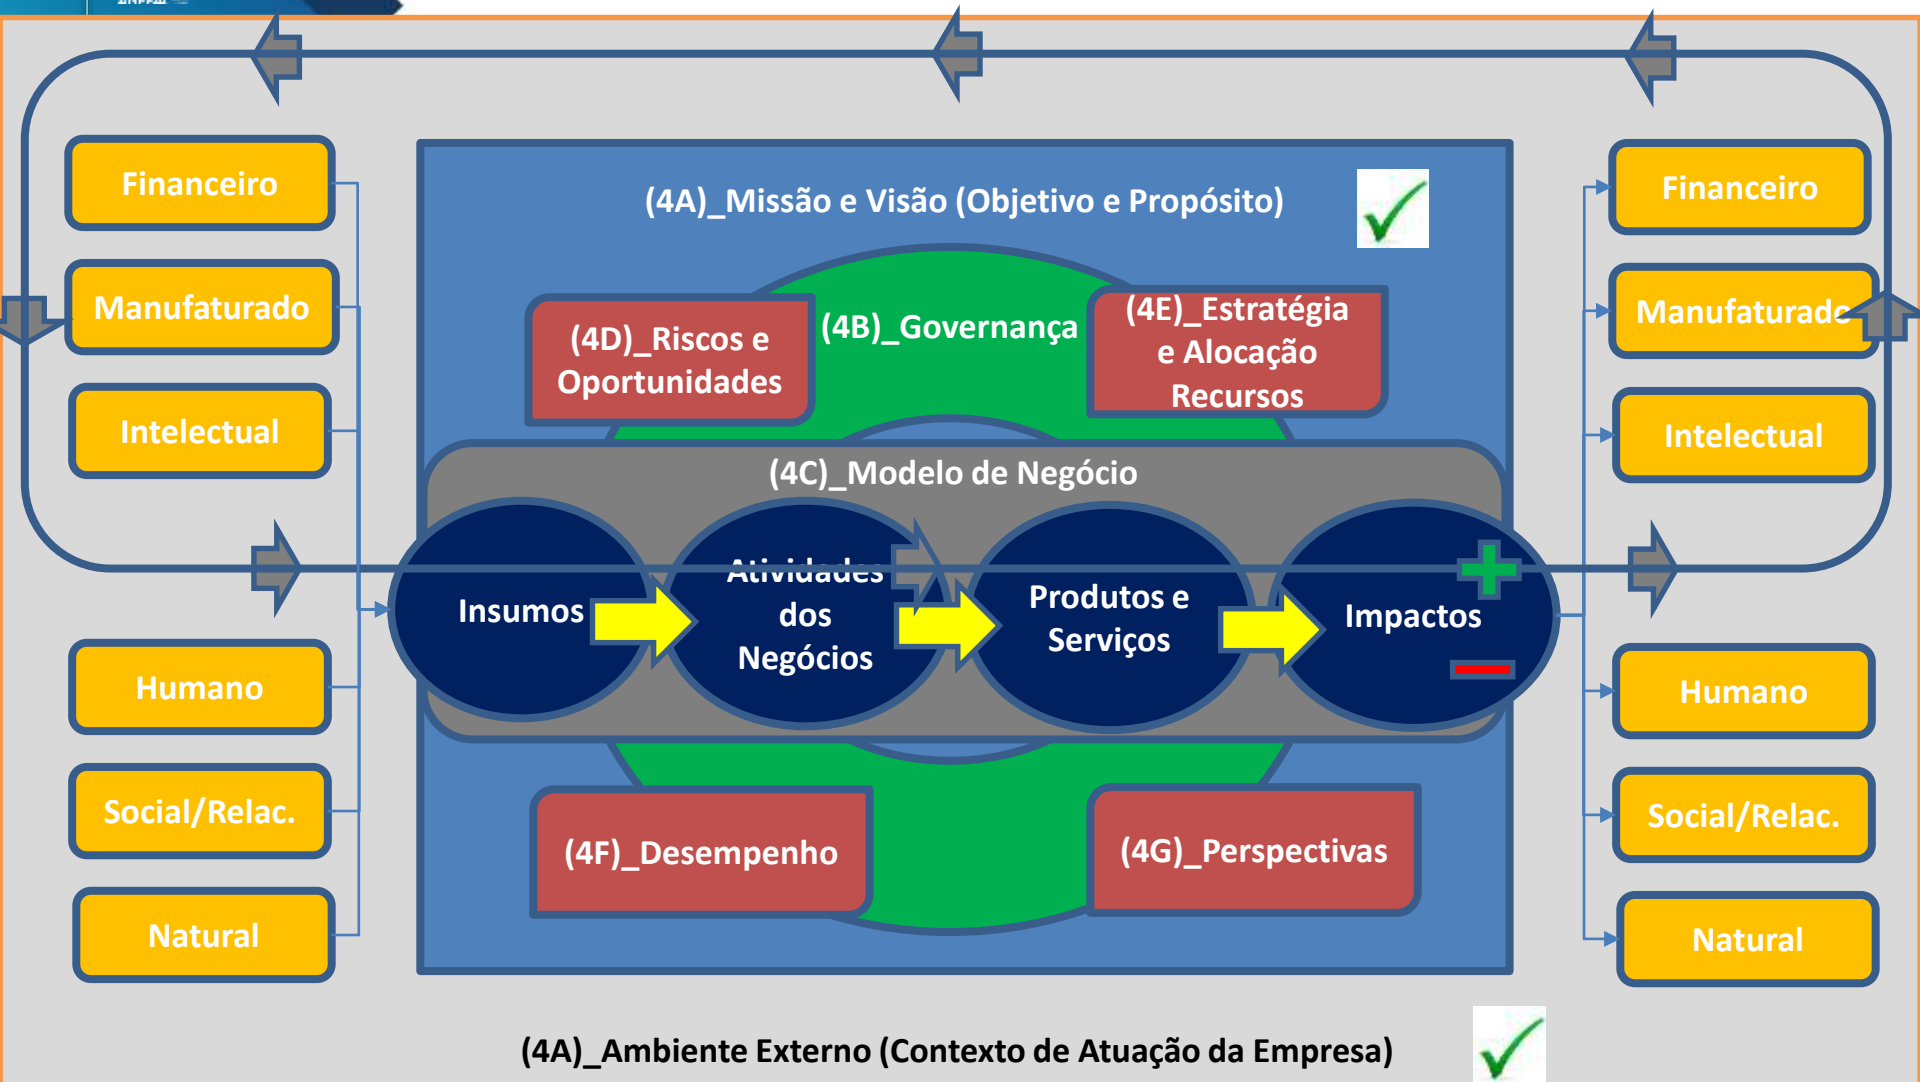 Financeiro
Manufaturado
Intelectual
Humano
Social/Relac.
Natural
(4A)_Missão e Visão (Objetivo e Propósito)
(4D)_Riscos e
Oportunidades
(4B)_Governança
(4E)_Estratégia
e Alocação
Recursos
(4C)_Modelo de Negócio
Insumos
Atividades
dos
Negócios
Produtos e
Serviços
Impactos
(4F)_Desempenho
(4G)_Perspectivas
Financeiro
Manufaturado
Intelectual
Humano
Social/Relac.
Natural
(4A)_Ambiente Externo (Contexto de Atuação da Empresa)